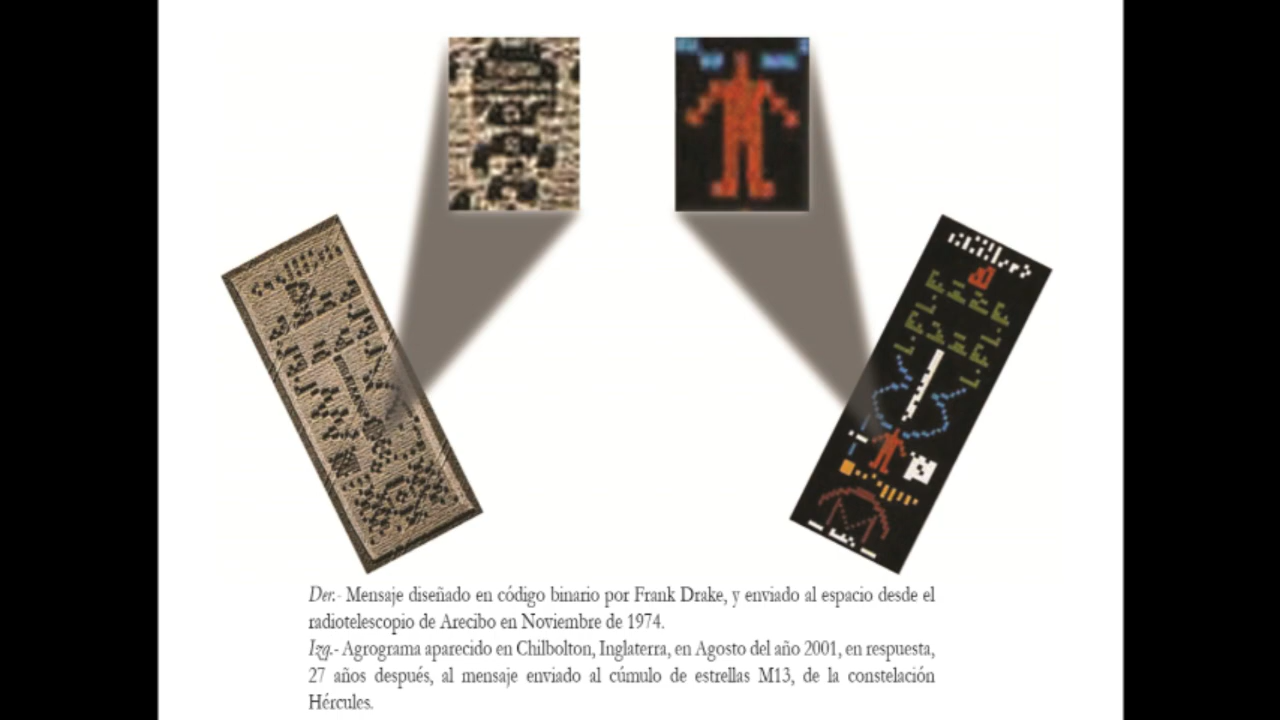 Der.- Mensaje diseñado en código binario por Frank Drake, y enviado al espacio desde el
radiotelescopio de Arecibo en Noviembre de 1974.
Izq.- Agrograma aparecido en Chilbolton, Inglaterra, en Agosto del año 2001, en respuesta,
27 años después, al mensaje enviado al cúmulo de estrellas M13, de la constelación
Hércules.